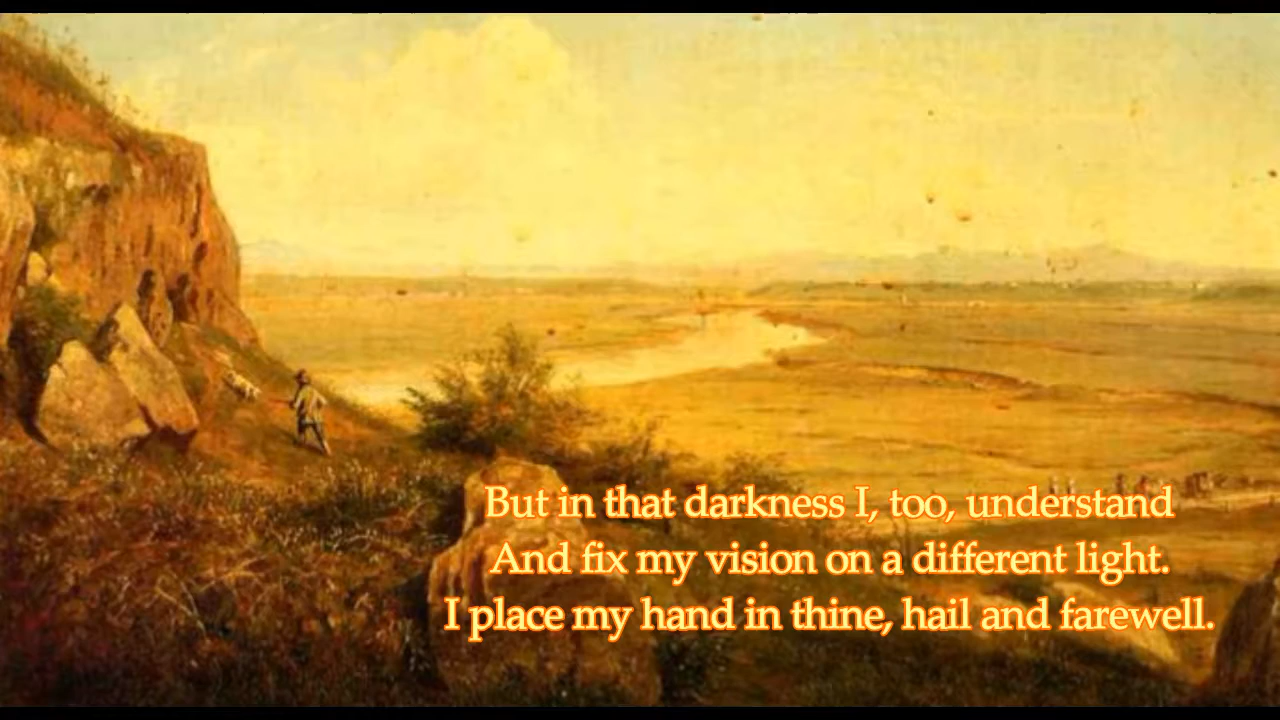 But in that darkness I, too, understand
And fix my vision on a different light.
I place my hand in thine, hail and farewell.